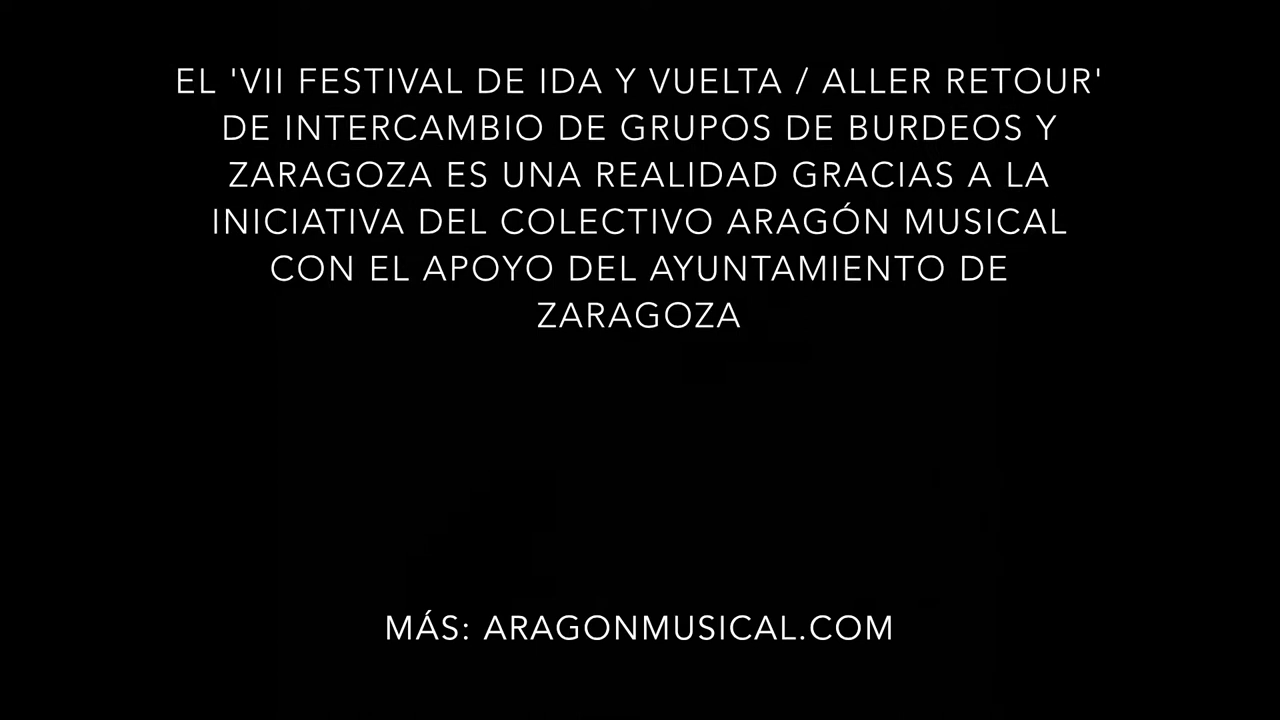 EL 'VII FESTIVAL DE IDA Y VUELTA / ALLER RETOUR'
DE INTERCAMBIO DE GRUPOS DE BURDEOS Y
ZARAGOZA ES UNA REALIDAD GRACIAS A LA
INICIATIVA DEL COLECTIVO ARAGÓN MUSICAL
CON EL APOYO DEL AYUNTAMIENTO DE
ZARAGOZA
MÁS: ARAGONMUSICAL.COM